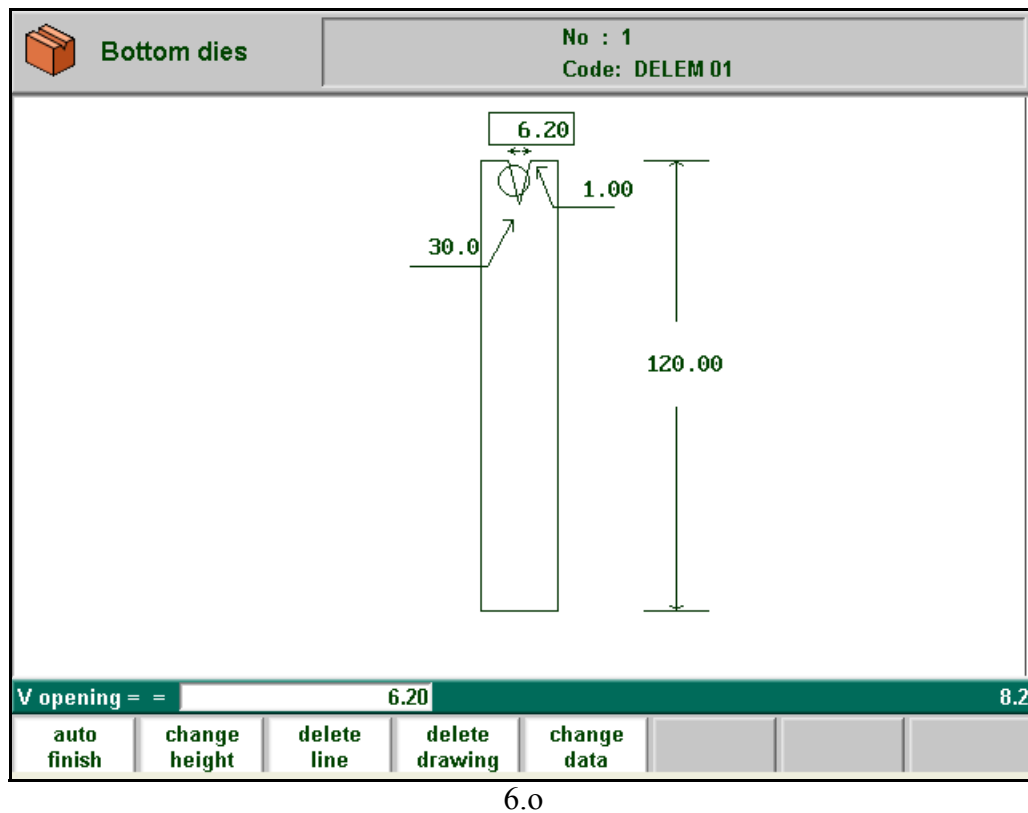 Bottom dies
No : 1
Code: DELEM 01
6.20
1.00
30.0
120.00
V opening = = 6.20 8.2
auto finish
change height
delete line
delete drawing
change data
6.o